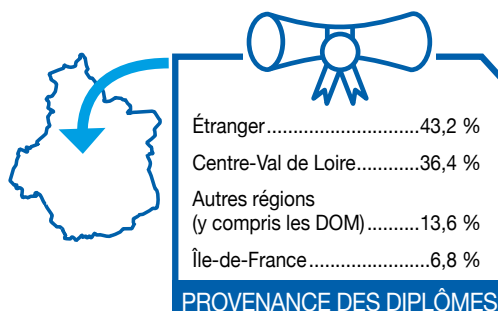 Étranger............................43,2 %
Centre-Val de Loire............36,4 %
Autres régions
(y compris les DOM)..........13,6 %
Île-de-France......................6,8 %
PROVENANCE DES DIPLÔMES